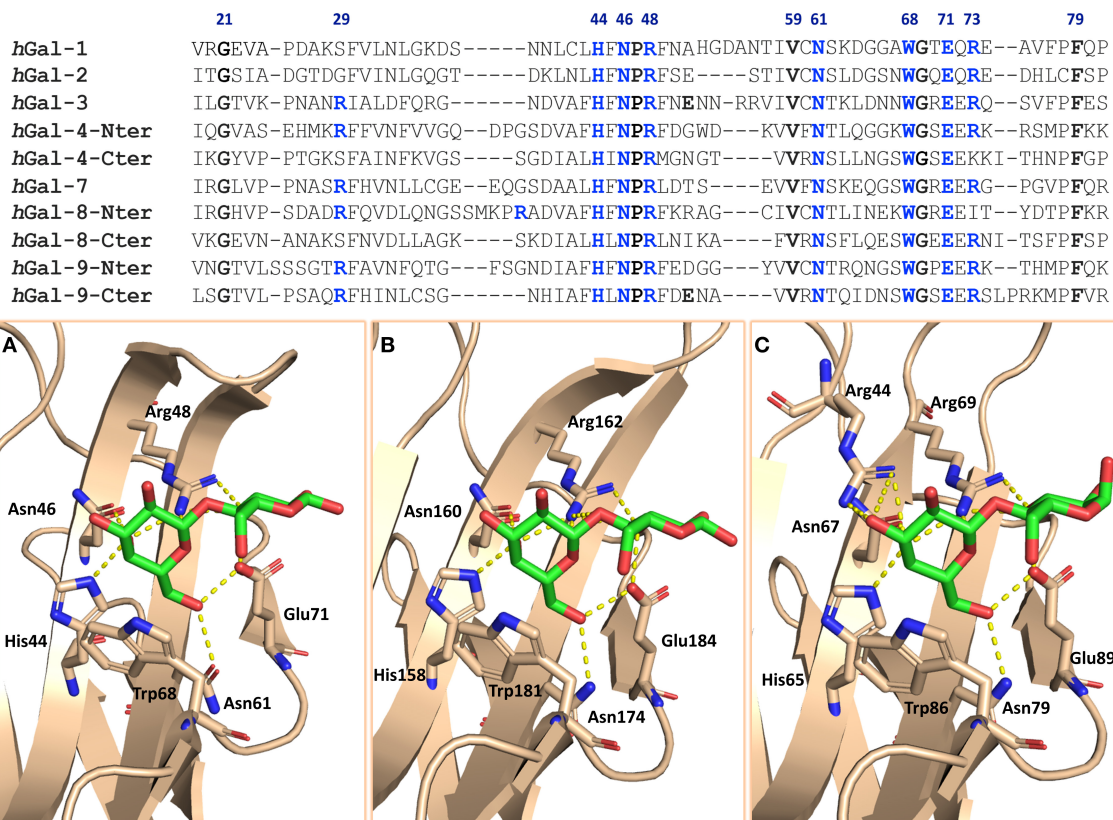 21 29 44 46 48 59 61 68 71 73 79
hGal-1 VRGEVA-PDAKSFVLNLGKDS-----NNLCLHFNPRFNAHGDANTIVCNSKDGGAWGTEQRE--AVFPFQP
hGal-2 ITGSIA-DGTDGFVINLGQGT-----DKLNLHFNPRFSE----STIVCNSLDGSNWGQEQRE--DHLCFSP
hGal-3 ILGTVK-PNANRIALDFQRG------NDVAFHFNPRFNENN-RRVIVCNTKLDNNWGREERQ--SVFPFES
hGal-4-Nter IQGVAS-EHMKRFFVNFVVGQ--DPGSDVAFHFNPRFDGWD---KVVFNTLQGGKWGSEERK--RSMPFKK
hGal-4-Cter IKGYVP-PTGKSFAINFKVGS----SGDIALHINPRMGNGT----VVRNSLLNGSWGSEEKKI-THNPFGP
hGal-7 IRGLVP-PNASRFHVNLLCGE--EQGSDAALHFNPRLDTS----EVVFNSKEQGSWGREERG--PGVPFQR
hGal-8-Nter IRGHVP-SDADRFQVDLQNGSSMKPRADVAFHFNPRFKRAG----CIVCNTLINEKWGREEIT--YDTPFKR
hGal-8-Cter VKGEVN-ANAKSFNVDLLAGK----SKDIALHLNPRLNIKA----FVRNSFLQESWGEEERNI-TSFPFSP
hGal-9-Nter VNGTVLSSSGTRFAVNFQTG---FSGNDIAFHFNPRFEDGG---YVVCNTRQNGSWGPEERK--THMPFQK
hGal-9-Cter LSGTVL-PSAQRFHINLCSG------NHIAFHLNPRFDENA----VVRNTQIDNSWGSEERSLPRKMPFVR
A B C
Arg48 Arg162 Arg44 Arg69
Asn46 Asn160 Asn67
His44 Glu71 His158 Glu184 His65 Glu89
Trp68 Asn61 Trp181 Asn174 Trp86 Asn79